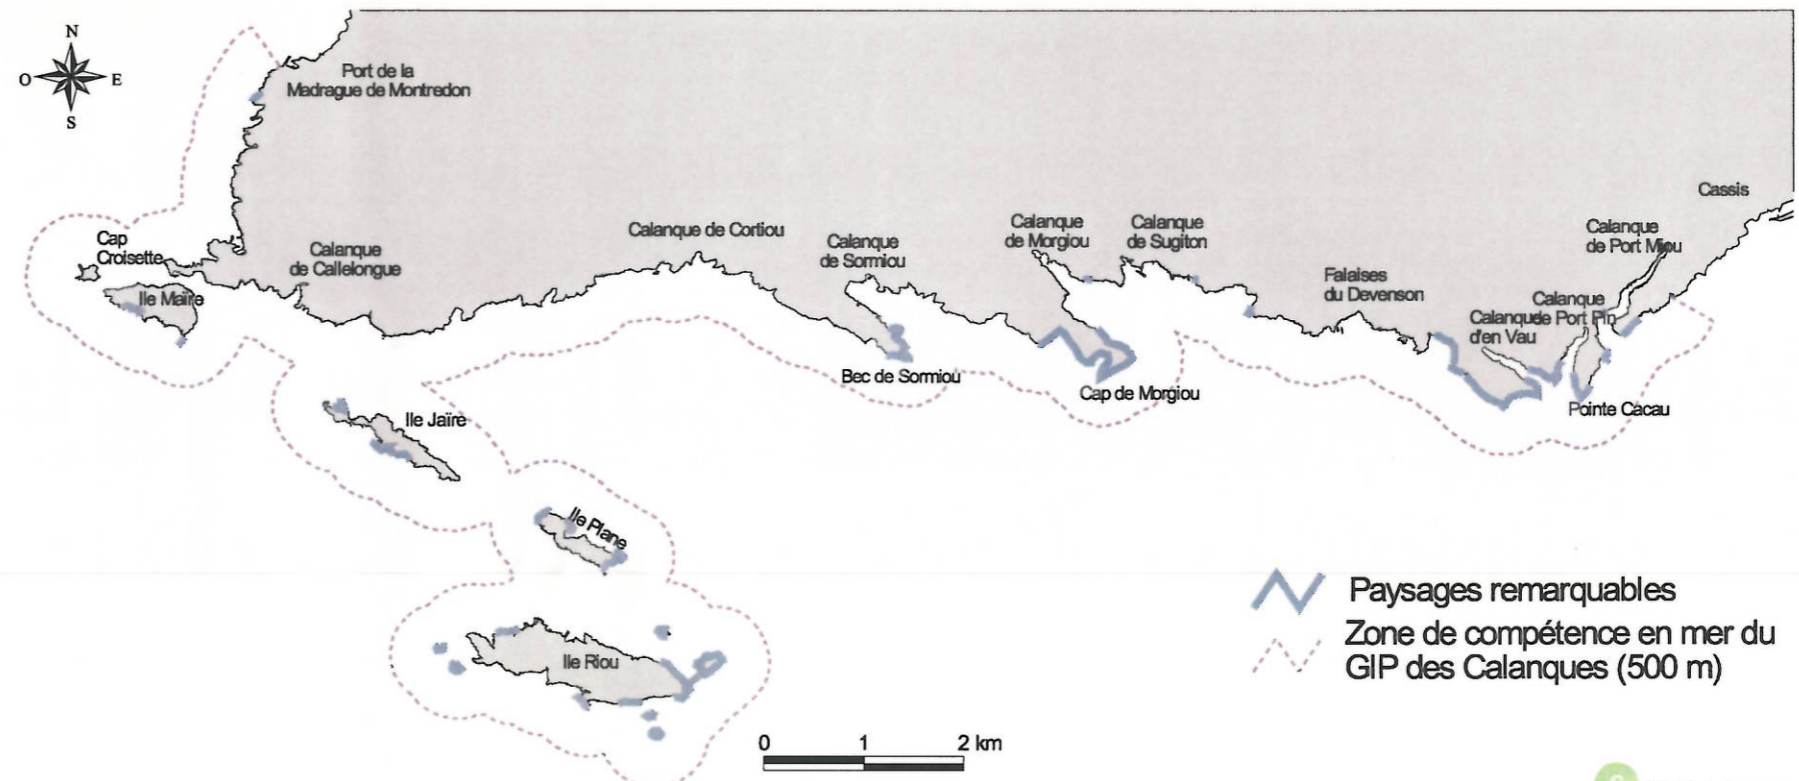 N
O
E
S
Port de la
Madrague de Montredon
Cassis
Cap
Croisette
Calanque
de Callelongue
Calanque de Cortiou
Calanque
de Sormiou
Calanque
de Morgiou
Calanque
de Sugiton
Calanque
de Port Miou
Ile Maïre
Falaises
du Devenson
Calanque
de Port Pin
Calanque
d'en Vau
Bec de Sormiou
Cap de Morgiou
Pointe Cacau
Ile Jaïre
Ile Plane
Ile Riou
Paysages remarquables
Zone de compétence en mer du
GIP des Calanques (500 m)
0 1 2 km